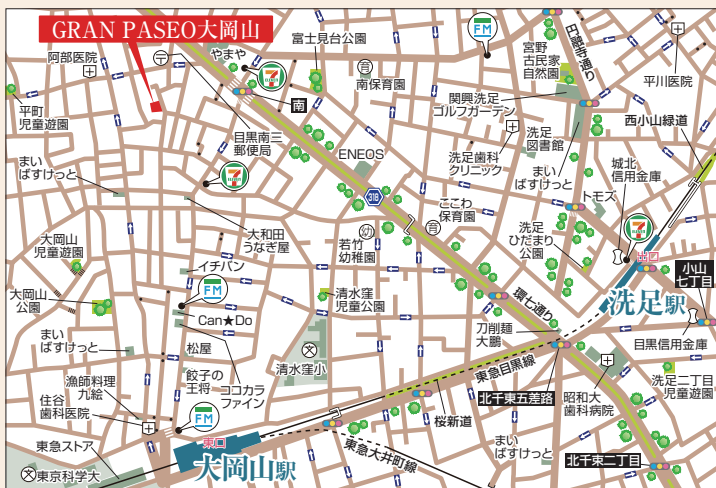 GRAN PASEO大岡山
阿部医院
やまや
富士見台公園
南保育園
宮野
古民家
自然園
円融寺通り
平川医院
平町
児童遊園
目黒南三
郵便局
南
関興洗足
ゴルフガーデン
西小山緑道
ENEOS
洗足歯科
クリニック
洗足
図書館
城北
信用金庫
まい
ばすけっと
まい
ばすけっと
トモズ
318
ここわ
保育園
大和田
うなぎ屋
若竹
幼稚園
洗足
ひだまり
公園
大岡山
児童遊園
イチバン
環七通り
北口
小山
七丁目
洗足駅
大岡山
公園
FM
FM
FM
Can★Do
清水窪
児童公園
刀削麺
大鵬
目黒信用金庫
まい
ばすけっと
松屋
清水窪小
東急目黒線
漁師料理
九絵
餃子の
王将
ココカラ
ファイン
北千束五差路
昭和大
歯科病院
洗足二丁目
児童遊園
住谷
歯科医院
桜新道
東急ストア
東口
大岡山駅
東急大井町線
まい
ばすけっと
北千束二丁目
東京科学大